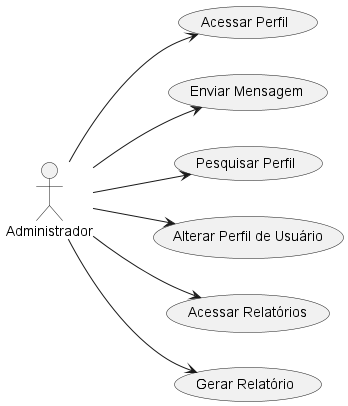 Acessar Perfil
Enviar Mensagem
Pesquisar Perfil
Administrador
Alterar Perfil de Usuário
Acessar Relatórios
Gerar Relatório